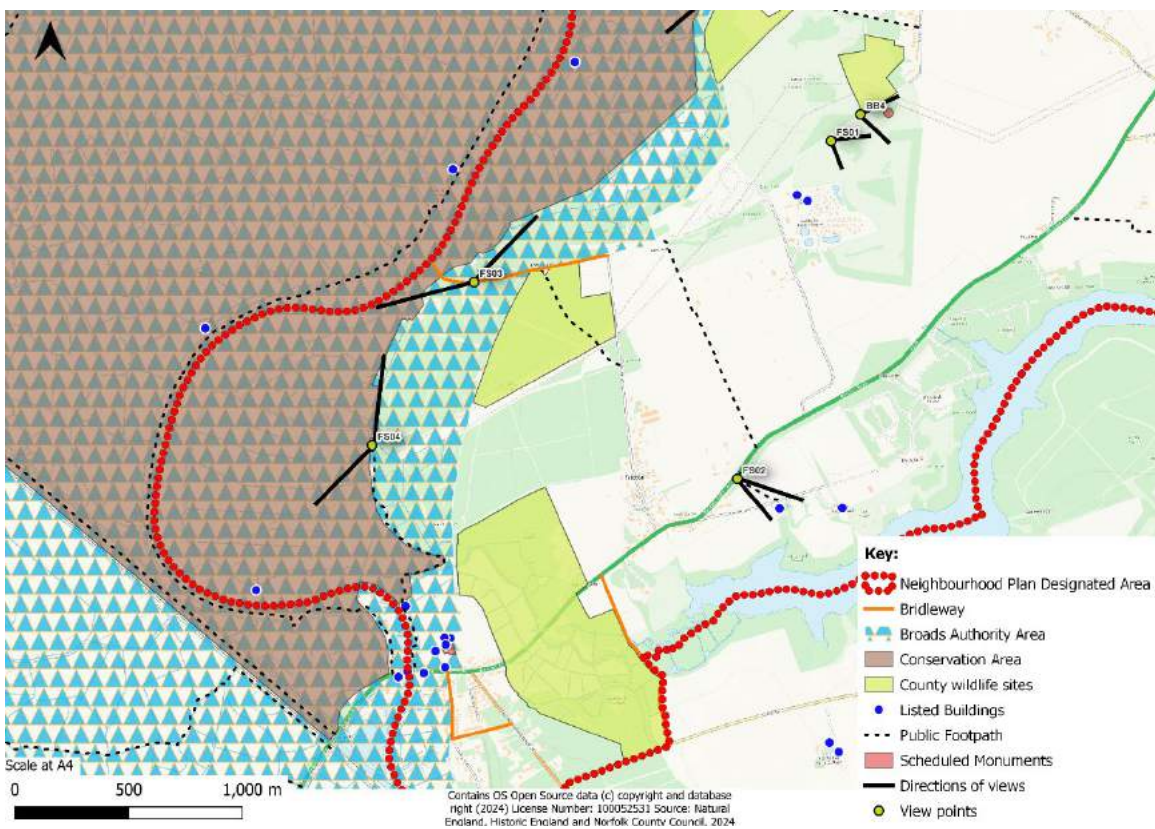 BB4
FS01
FS03
FS04
FS02
Fritton
Key:
Neighbourhood Plan Designated Area
Bridleway
Broads Authority Area
Conservation Area
County wildlife sites
Listed Buildings
Public Footpath
Scheduled Monuments
Directions of views
View points
Scale at A4
0 500 1,000 m
Contains OS Open Source data (c) copyright and database
right (2024) License Number: 100052531 Source: Natural
England, Historic England and Norfolk County Council, 2024